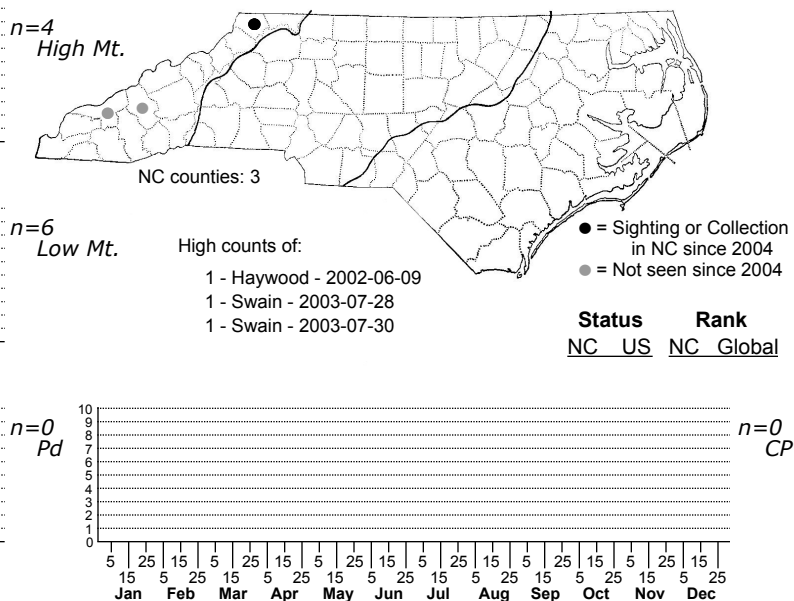 n=4
High Mt.
NC counties: 3
n=6
Low Mt.
High counts of:
1 - Haywood - 2002-06-09
1 - Swain - 2003-07-28
1 - Swain - 2003-07-30
● = Sighting or Collection
in NC since 2004
● = Not seen since 2004
Status Rank
NC US NC Global
n=0
Pd
10
9
8
7
6
5
4
3
2
1
0
n=0
CP
5 25 15 5 25 15 5 25 15 5 25 15 5 25 15 5 25 15
15 5 25 15 5 25 15 5 25 15 5 25 15 5 25 15 5 25
Jan Feb Mar Apr May Jun Jul Aug Sep Oct Nov Dec